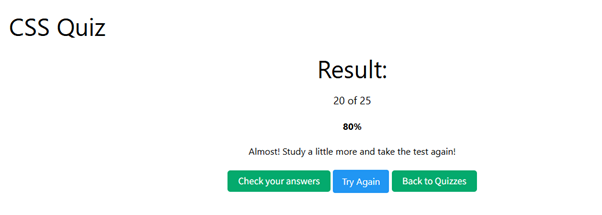 CSS Quiz
Result:
20 of 25
80%
Almost! Study a little more and take the test again!
Check your answers Try Again Back to Quizzes